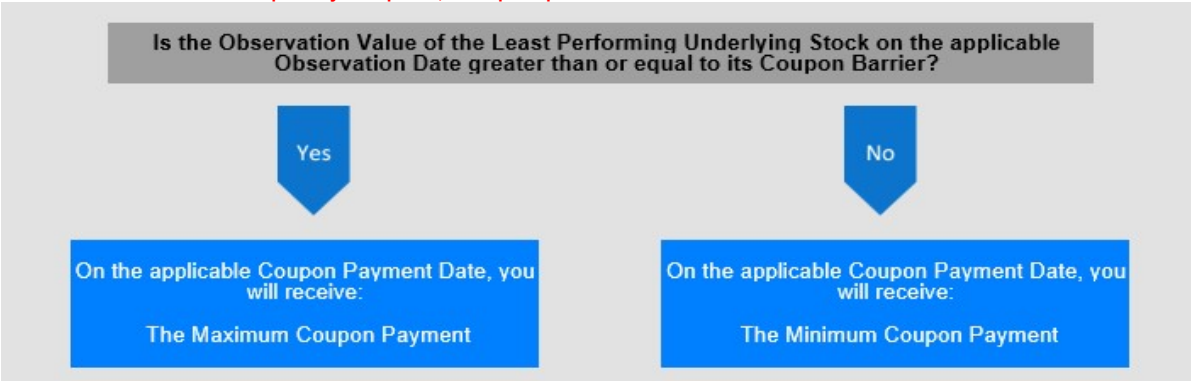 Is the Observation Value of the Least Performing Underlying Stock on the applicable
Observation Date greater than or equal to its Coupon Barrier?
Yes
No
On the applicable Coupon Payment Date, you
will receive:
The Maximum Coupon Payment
On the applicable Coupon Payment Date, you
will receive:
The Minimum Coupon Payment